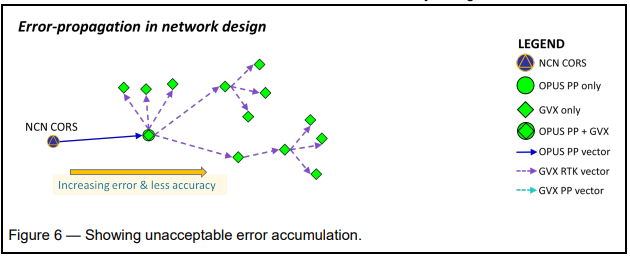 Error-propagation in network design
NCN CORS
Increasing error & less accuracy
LEGEND
NCN CORS
OPUS PP only
GVX only
OPUS PP + GVX
OPUS PP vector
GVX RTK vector
GVX PP vector
Figure 6 — Showing unacceptable error accumulation.